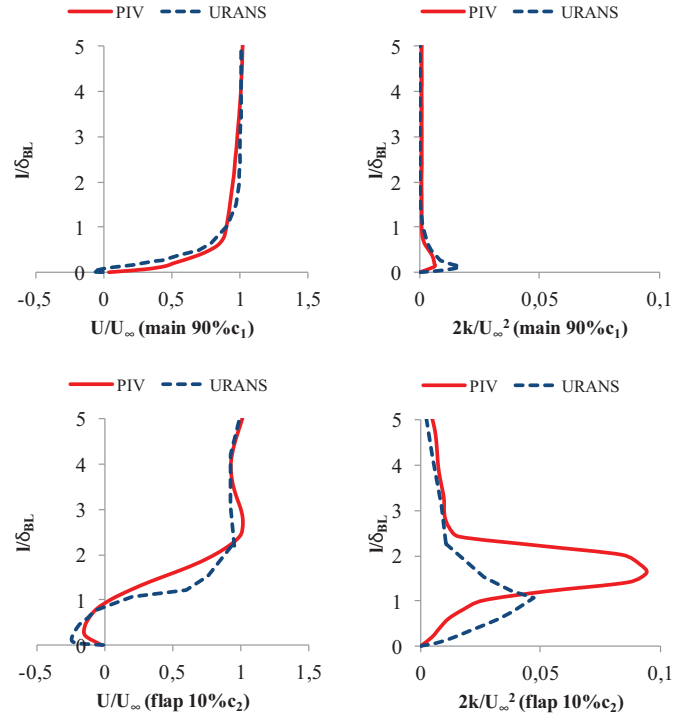 PIV URANS
PIV URANS
5
4
3
2
1
0
l/δBL
-0,5 0 0,5 1 1,5
U/U∞ (main 90%c₁)
5
4
3
2
1
0
l/δBL
0 0,05 0,1
2k/U∞² (main 90%c₁)
PIV URANS
PIV URANS
5
4
3
2
1
0
l/δBL
-0,5 0 0,5 1 1,5
U/U∞ (flap 10%c₂)
5
4
3
2
1
0
l/δBL
0 0,05 0,1
2k/U∞² (flap 10%c₂)